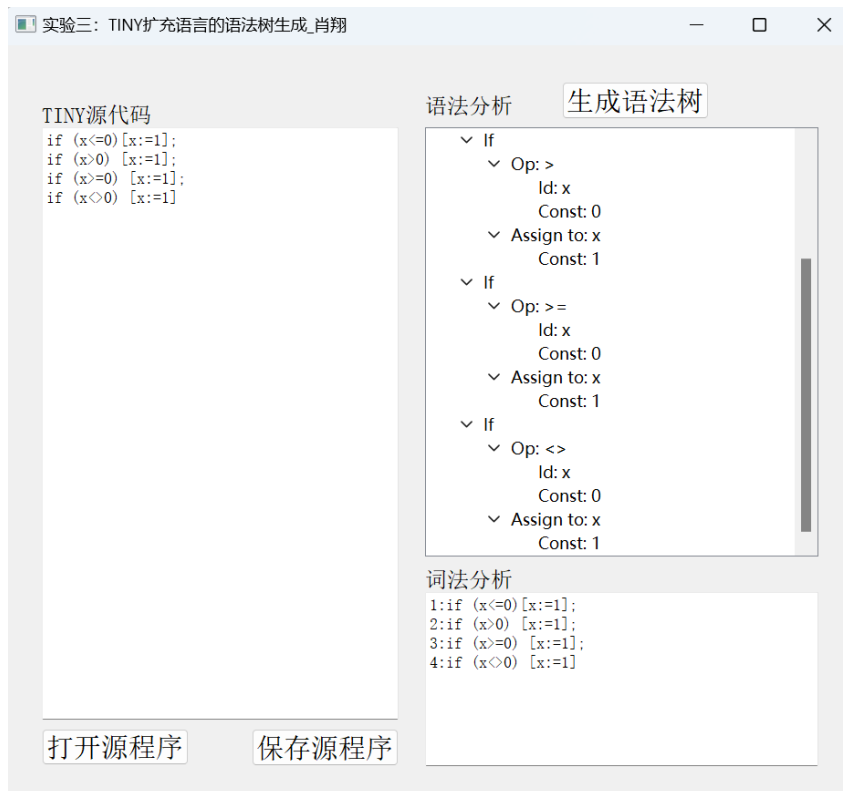 实验三：TINY扩充语言的语法树生成_肖翔
TINY源代码
if (x<=0)[x:=1];
if (x>0) [x:=1];
if (x>=0) [x:=1];
if (x<>0) [x:=1]
打开源程序
保存源程序
语法分析
生成语法树
If
Op: >
Id: x
Const: 0
Assign to: x
Const: 1
If
Op: >=
Id: x
Const: 0
Assign to: x
Const: 1
If
Op: <>
Id: x
Const: 0
Assign to: x
Const: 1
词法分析
1:if (x<=0)[x:=1];
2:if (x>0) [x:=1];
3:if (x>=0) [x:=1];
4:if (x<>0) [x:=1]